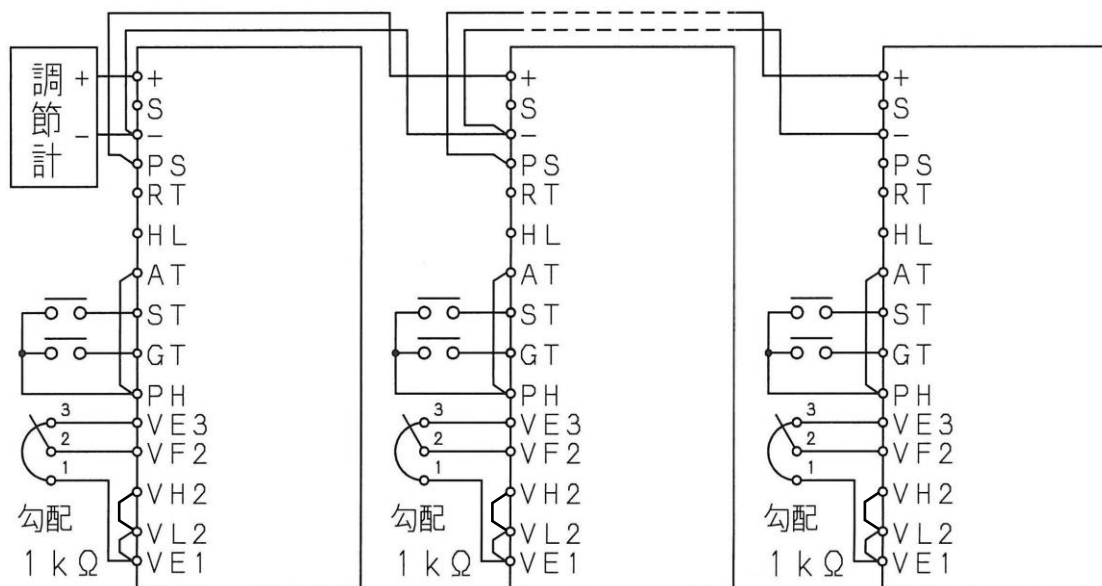 調節計
+
-
+
S
-
PS
RT
HL
AT
ST
GT
PH
VE3
VF2
VH2
VL2
VE1
3
2
1
勾配
1kΩ
+
S
-
PS
RT
HL
AT
ST
GT
PH
VE3
VF2
VH2
VL2
VE1
3
2
1
勾配
1kΩ
+
S
-
PS
RT
HL
AT
ST
GT
PH
VE3
VF2
VH2
VL2
VE1
3
2
1
勾配
1kΩ